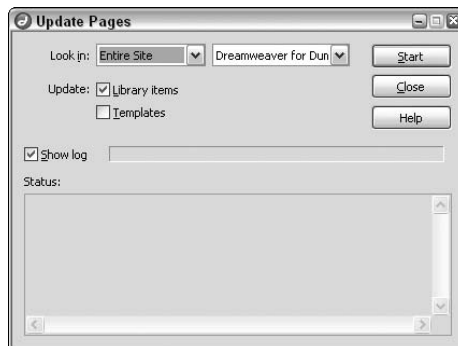 Update Pages
Look in: Entire Site Dreamweaver for Dun Start
Update: Library items Close
Templates Help
Show log
Status: